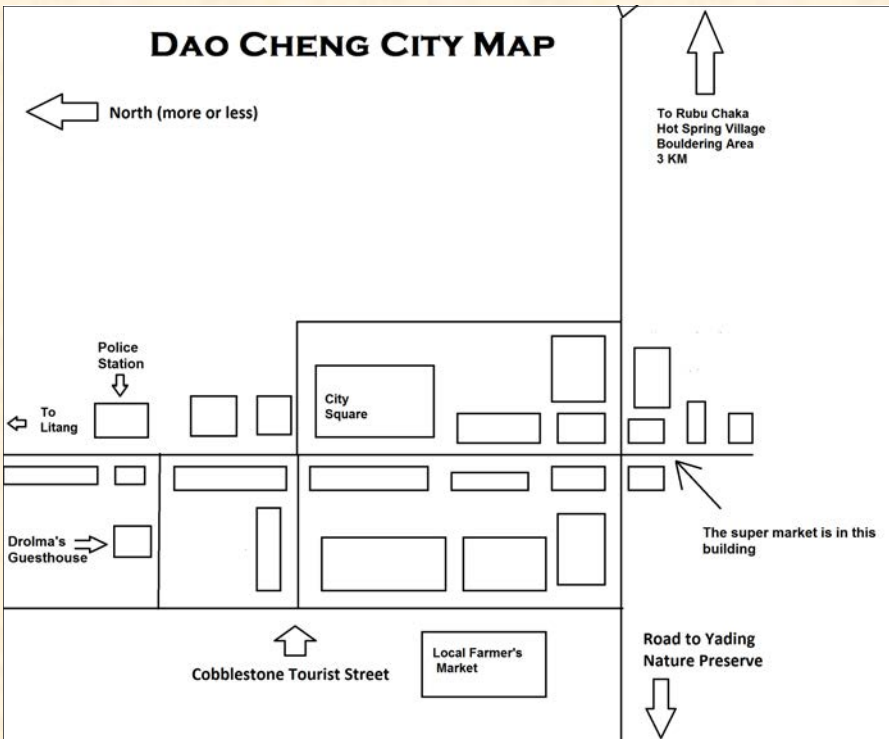 DAO CHENG CITY MAP
North (more or less)
To Rubu Chaka
Hot Spring Village
Bouldering Area
3 KM
Police
Station
To
Litang
City
Square
Drolma's
Guesthouse
The super market is in this
building
Cobblestone Tourist Street
Local Farmer's
Market
Road to Yading
Nature Preserve